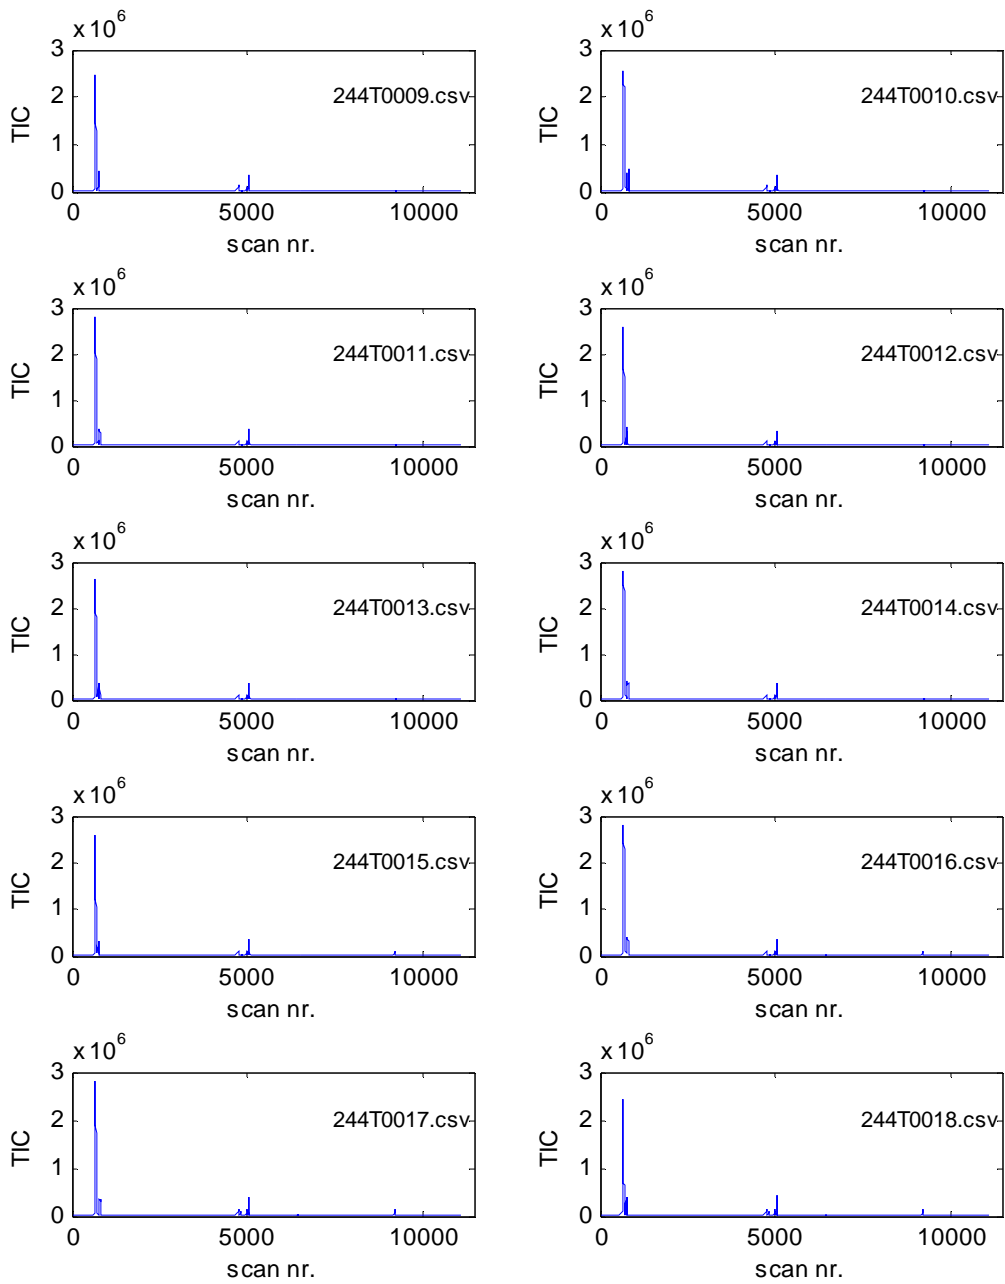 x 10^6
3
2
1
0
TIC
244T0009.csv
0 5000 10000
scan nr.
x 10^6
3
2
1
0
TIC
244T0010.csv
0 5000 10000
scan nr.
x 10^6
3
2
1
0
TIC
244T0011.csv
0 5000 10000
scan nr.
x 10^6
3
2
1
0
TIC
244T0012.csv
0 5000 10000
scan nr.
x 10^6
3
2
1
0
TIC
244T0013.csv
0 5000 10000
scan nr.
x 10^6
3
2
1
0
TIC
244T0014.csv
0 5000 10000
scan nr.
x 10^6
3
2
1
0
TIC
244T0015.csv
0 5000 10000
scan nr.
x 10^6
3
2
1
0
TIC
244T0016.csv
0 5000 10000
scan nr.
x 10^6
3
2
1
0
TIC
244T0017.csv
0 5000 10000
scan nr.
x 10^6
3
2
1
0
TIC
244T0018.csv
0 5000 10000
scan nr.